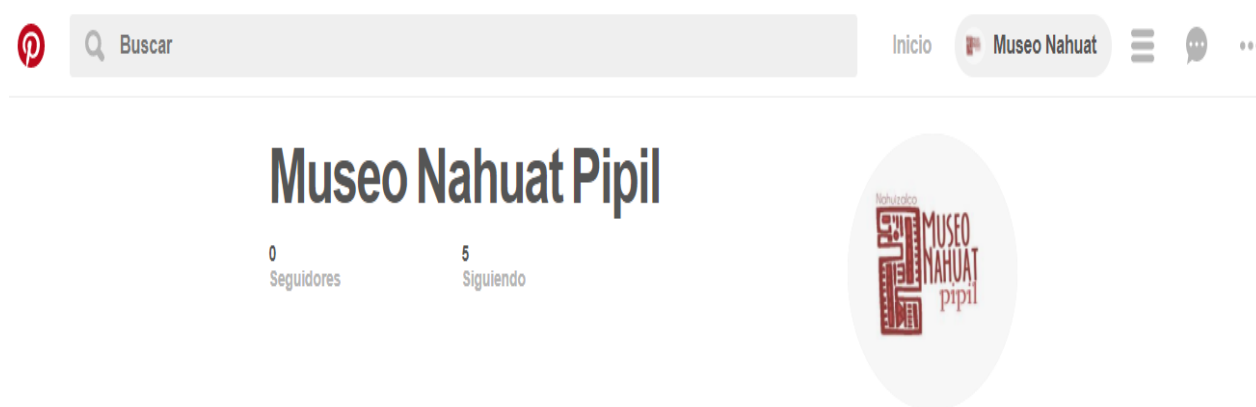 Buscar
Inicio
Museo Nahuat
Museo Nahuat Pipil
0
Seguidores
5
Siguiendo
Nahuizalco
MUSEO
NAHUAT
pipil